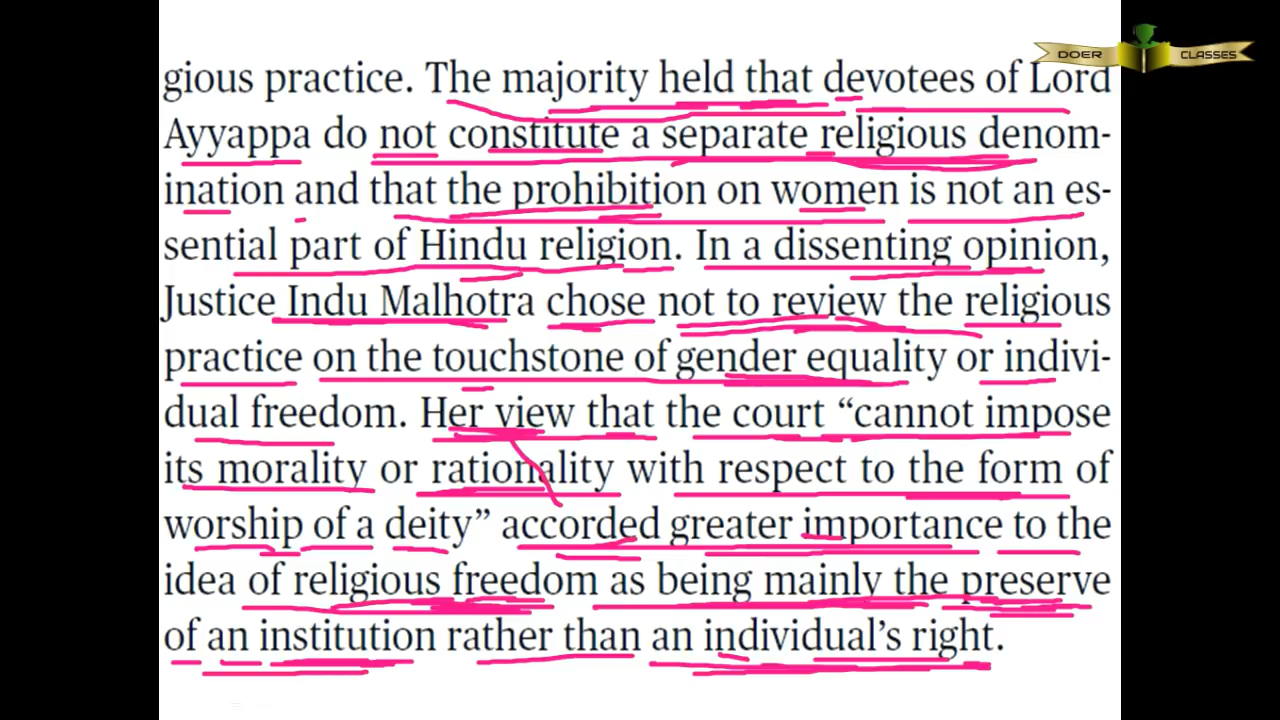 DOER CLASSES
gious practice. The majority held that devotees of Lord
Ayyappa do not constitute a separate religious denom-
ination and that the prohibition on women is not an es-
sential part of Hindu religion. In a dissenting opinion,
Justice Indu Malhotra chose not to review the religious
practice on the touchstone of gender equality or indivi-
dual freedom. Her view that the court “cannot impose
its morality or rationality with respect to the form of
worship of a deity” accorded greater importance to the
idea of religious freedom as being mainly the preserve
of an institution rather than an individual’s right.